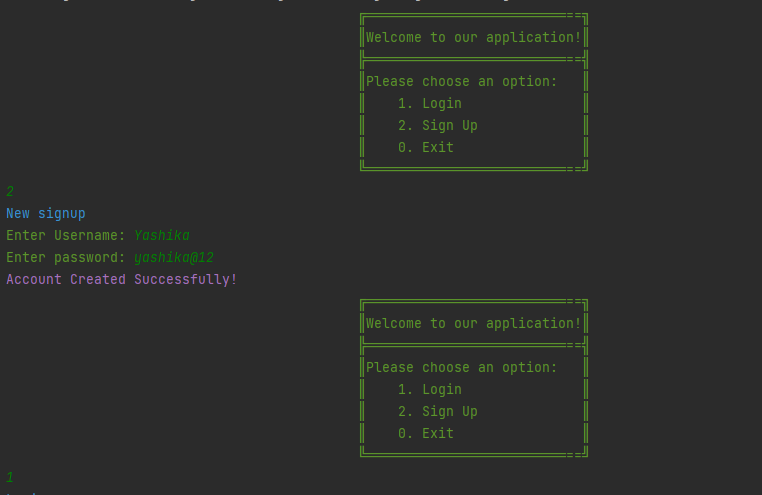 Welcome to our application!
Please choose an option:
1. Login
2. Sign Up
0. Exit
2
New signup
Enter Username: Yashika
Enter password: yashika@12
Account Created Successfully!
Welcome to our application!
Please choose an option:
1. Login
2. Sign Up
0. Exit
1